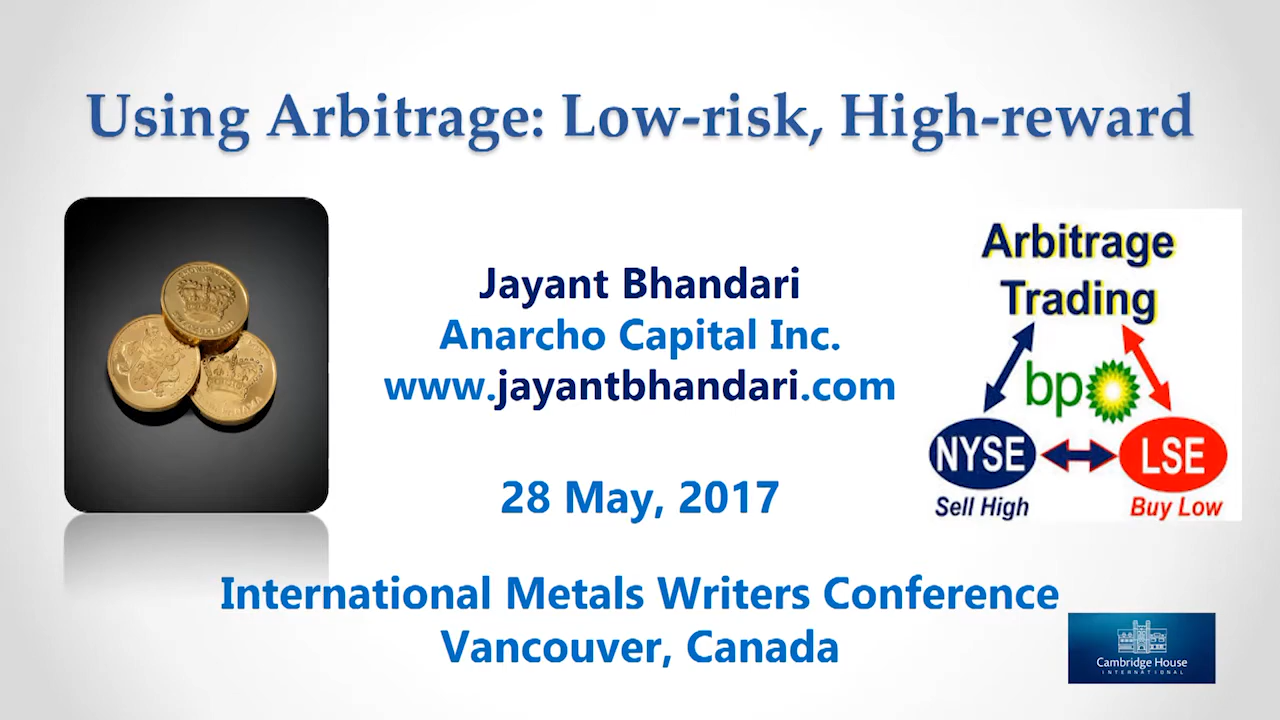 Using Arbitrage: Low-risk, High-reward
Jayant Bhandari
Anarcho Capital Inc.
www.jayantbhandari.com
28 May, 2017
International Metals Writers Conference
Vancouver, Canada
Arbitrage
Trading
bp
NYSE
LSE
Sell High
Buy Low
Cambridge House
INTERNATIONAL